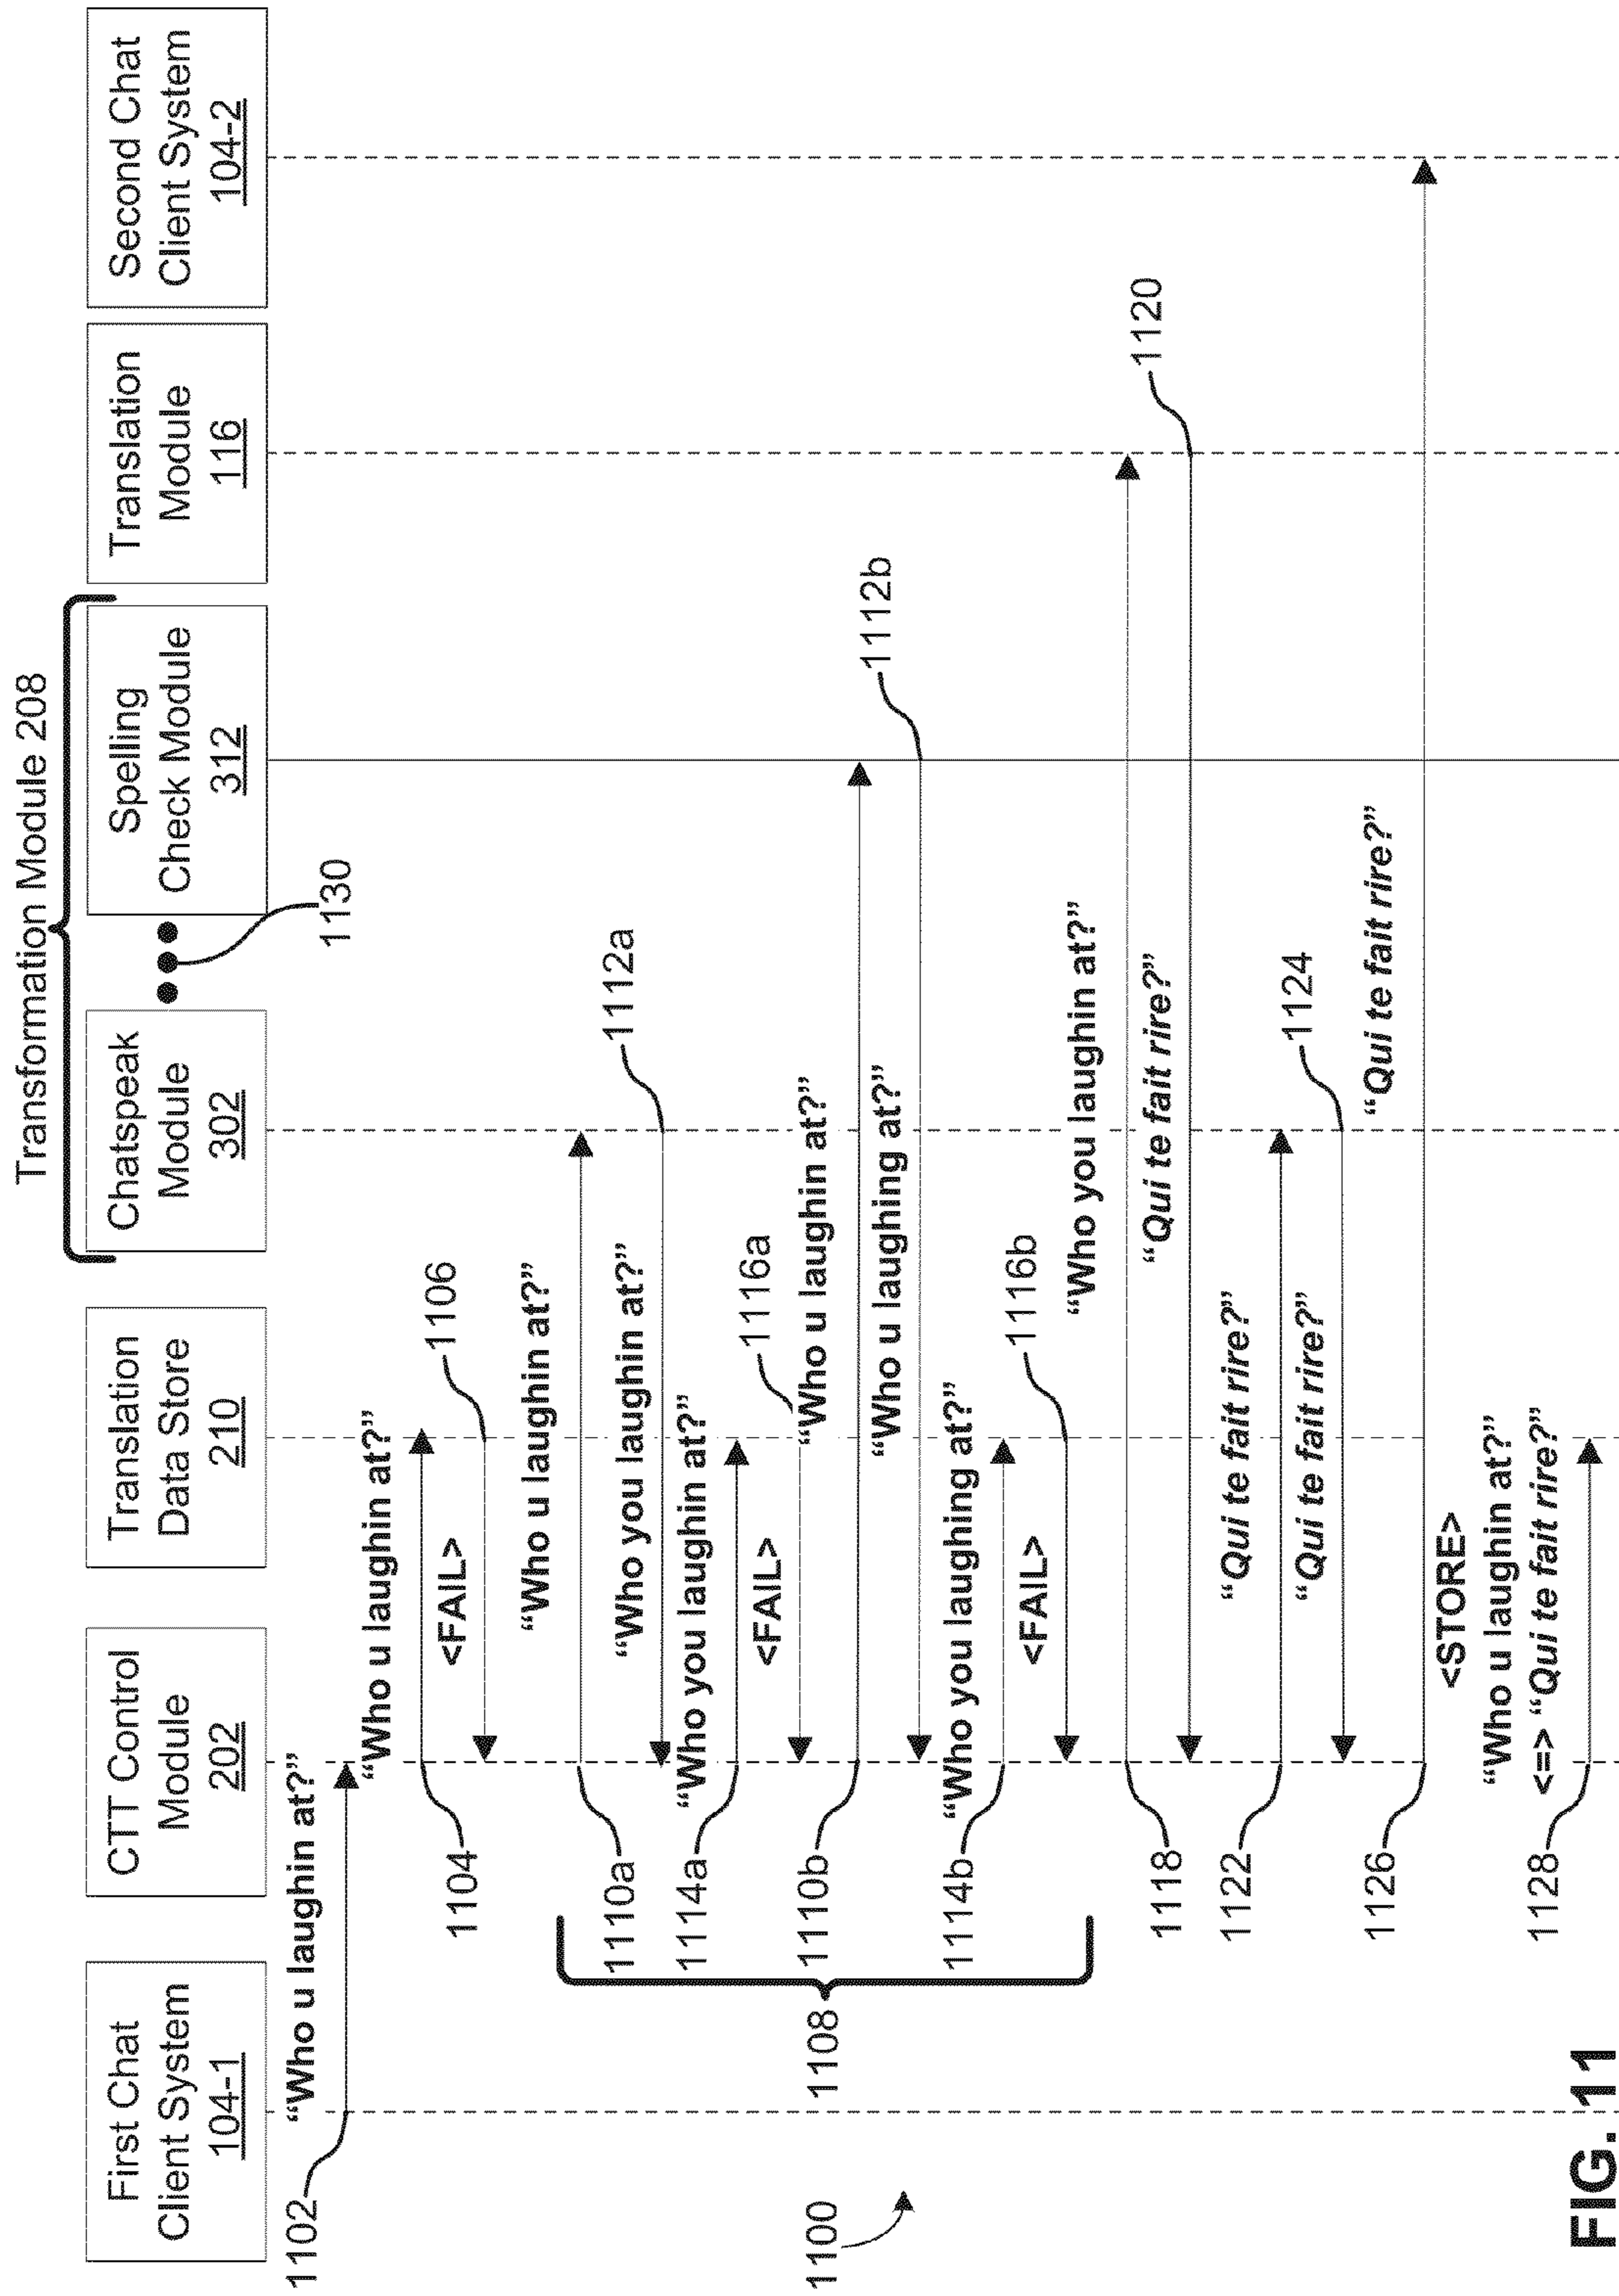 Transformation Module 208
First Chat
Client System
104-1
CTT Control
Module
202
Translation
Data Store
210
Chatspeak
Module
302
1130
Spelling
Check Module
312
Translation
Module
116
Second Chat
Client System
104-2
1102
“Who u laughin at?”
“Who u laughin at?”
1104
<FAIL>
1106
“Who u laughin at?”
1110a
“Who you laughin at?”
1112a
“Who you laughin at?”
1114a
<FAIL>
1116a
“Who u laughin at?”
1110b
“Who u laughing at?”
1112b
“Who you laughing at?”
1114b
<FAIL>
1116b
1108
“Who you laughin at?”
1118
“Qui te fait rire?”
1120
“Qui te fait rire?”
1122
“Qui te fait rire?”
1124
“Qui te fait rire?”
1126
<STORE>
“Who u laughin at?”
<=> “Qui te fait rire?”
1128
1100
FIG. 11